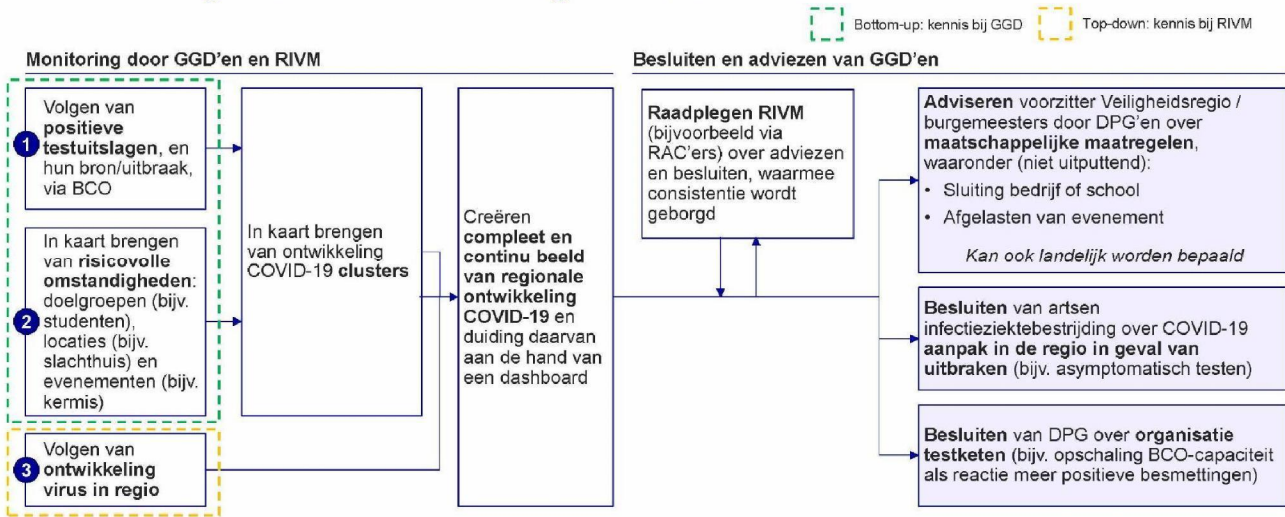 Bottom-up: kennis bij GGD
Top-down: kennis bij RIVM
Monitoring door GGD'en en RIVM
Besluiten en adviezen van GGD'en
1
Volgen van
positieve
testuitslagen, en
hun bron/uitbraak,
via BCO
2
In kaart brengen
van risicovolle
omstandigheden:
doelgroepen (bijv.
studenten),
locaties (bijv.
slachthuis) en
evenementen (bijv.
kermis)
3
Volgen van
ontwikkeling
virus in regio
In kaart brengen
van ontwikkeling
COVID-19 clusters
Creëren
compleet en
continu beeld
van regionale
ontwikkeling
COVID-19 en
duiding daarvan
aan de hand van
een dashboard
Raadplegen RIVM
(bijvoorbeeld via
RAC'ers) over adviezen
en besluiten, waarmee
consistentie wordt
geborgd
Adviseren voorzitter Veiligheidsregio /
burgemeesters door DPG'en over
maatschappelijke maatregelen,
waaronder (niet uitputtend):
• Sluiting bedrijf of school
• Afgelasten van evenement
Kan ook landelijk worden bepaald
Besluiten van artsen
infectieziektebestrijding over COVID-19
aanpak in de regio in geval van
uitbraken (bijv. asymptomatisch testen)
Besluiten van DPG over organisatie
testketen (bijv. opschaling BCO-capaciteit
als reactie meer positieve besmettingen)